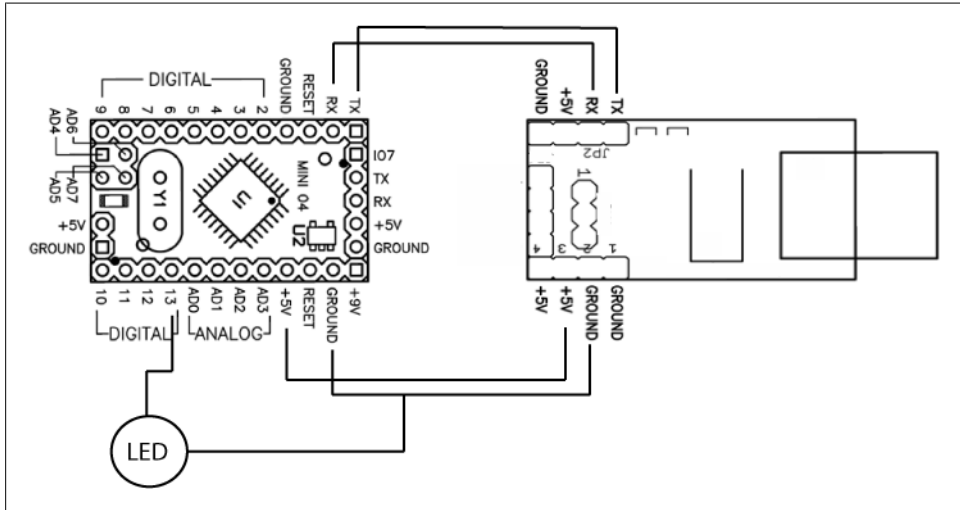 DIGITAL
9 8 7 6 5 4 3 2 GROUND RESET RX TX
AD6
AD4
AD5
AD7
+5V
GROUND
Y1
U1
MINI 04
U2
IO7
TX
RX
+5V
GROUND
10 11 12 13 AD0 AD1 AD2 AD3 +5V RESET GROUND +9V
DIGITAL
ANALOG
LED
GROUND +5V RX TX
JP2
1
4 3 2 1
+5V +5V GROUND GROUND